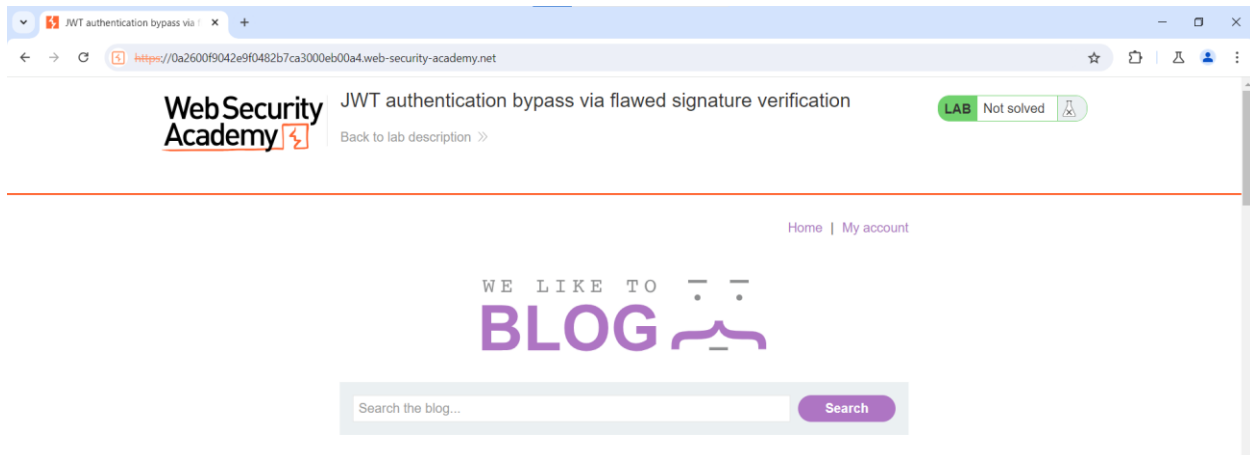 JWT authentication bypass via f
https://0a2600f9042e9f0482b7ca3000eb00a4.web-security-academy.net
Web Security
Academy
JWT authentication bypass via flawed signature verification
Back to lab description
LAB Not solved
Home | My account
WE LIKE TO
BLOG
Search the blog...
Search